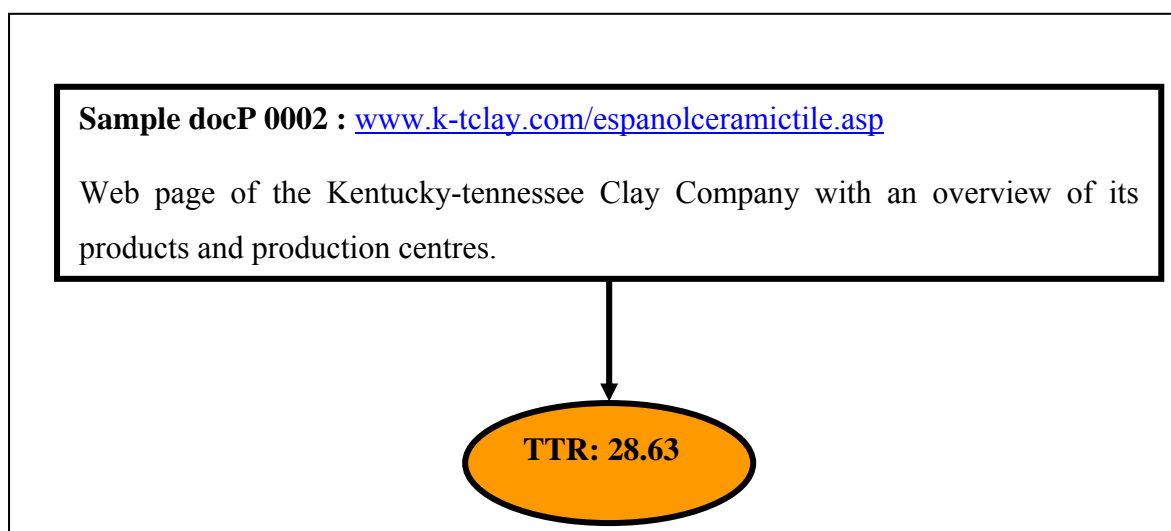 Sample docP 0002 : www.k-tclay.com/espanolceramictile.asp
Web page of the Kentucky-tennessee Clay Company with an overview of its
products and production centres.
TTR: 28.63